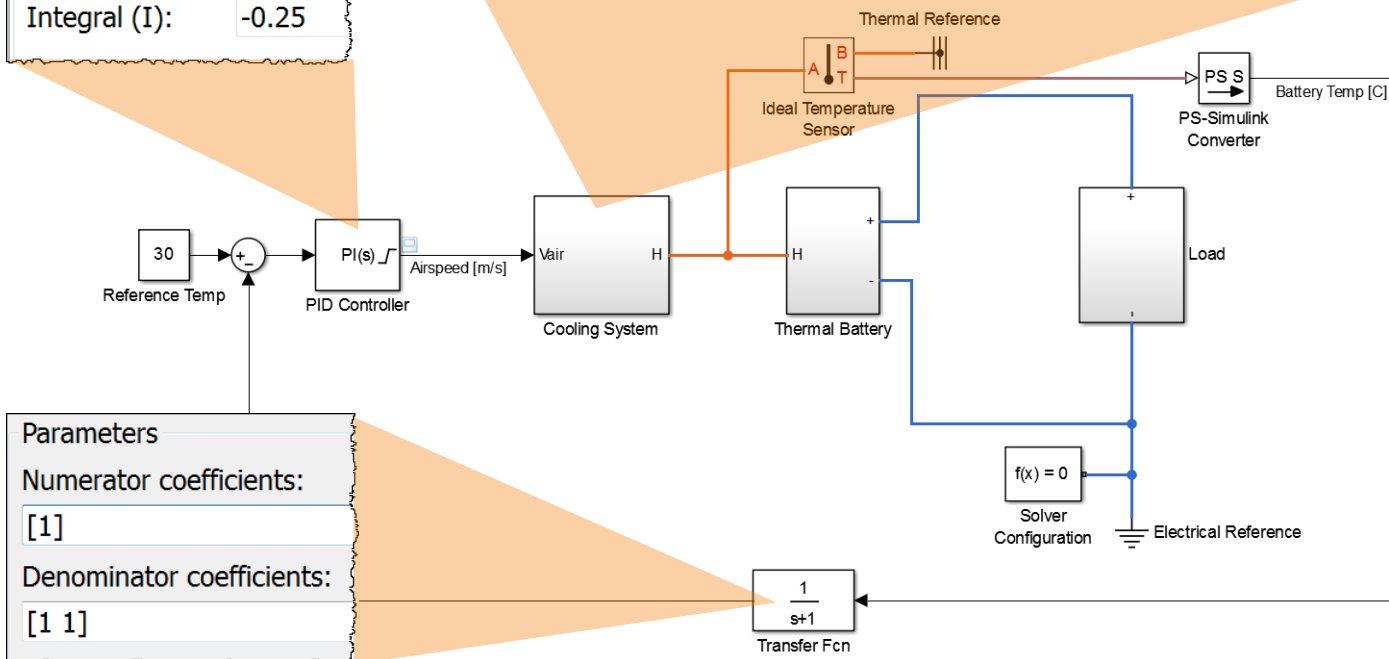 Integral (I): -0.25
Thermal Reference
B
A
T
Ideal Temperature
Sensor
PS S
PS-Simulink
Converter
Battery Temp [C]
30
Reference Temp
+
-
PI(s)
PID Controller
Airspeed [m/s]
Vair
H
Cooling System
H
+
-
Thermal Battery
+
-
Load
f(x) = 0
Solver
Configuration
Electrical Reference
Parameters
Numerator coefficients:
[1]
Denominator coefficients:
[1 1]
1
s+1
Transfer Fcn